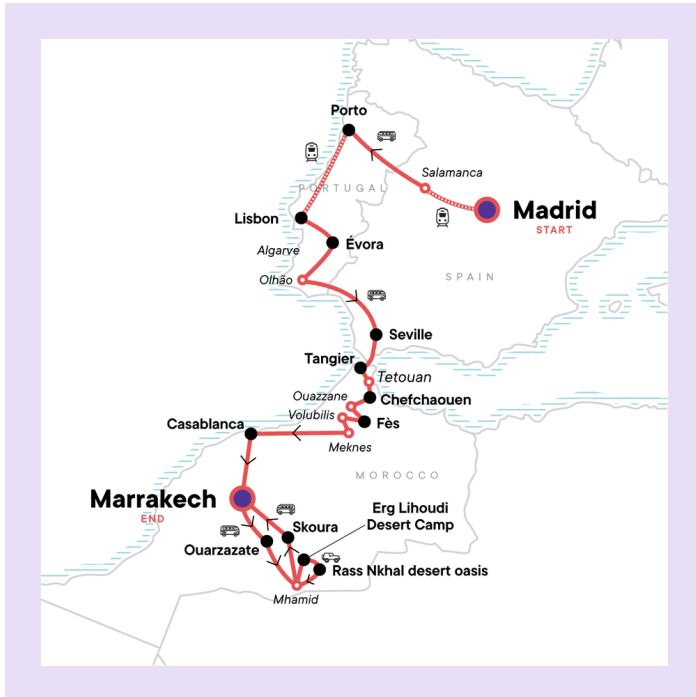 Porto
Salamanca
PORTUGAL
Madrid
START
Lisbon
Évora
Algarve
Olhão
SPAIN
Seville
Tangier
Tetouan
Ouazzane
Chefchaouen
Volubilis
Fès
Casablanca
Meknes
MOROCCO
Marrakech
END
Erg Lihoudi
Desert Camp
Skoura
Ouarzazate
Rass Nkhal desert oasis
Mhamid